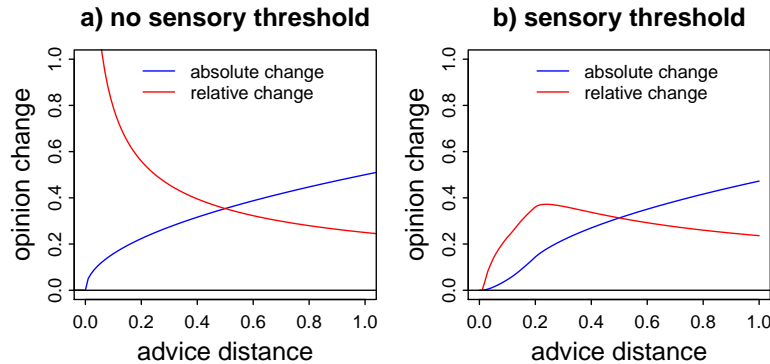 a) no sensory threshold
absolute change
relative change
opinion change
0.0 0.2 0.4 0.6 0.8 1.0
0.0 0.2 0.4 0.6 0.8 1.0
advice distance
b) sensory threshold
absolute change
relative change
opinion change
0.0 0.2 0.4 0.6 0.8 1.0
0.0 0.2 0.4 0.6 0.8 1.0
advice distance